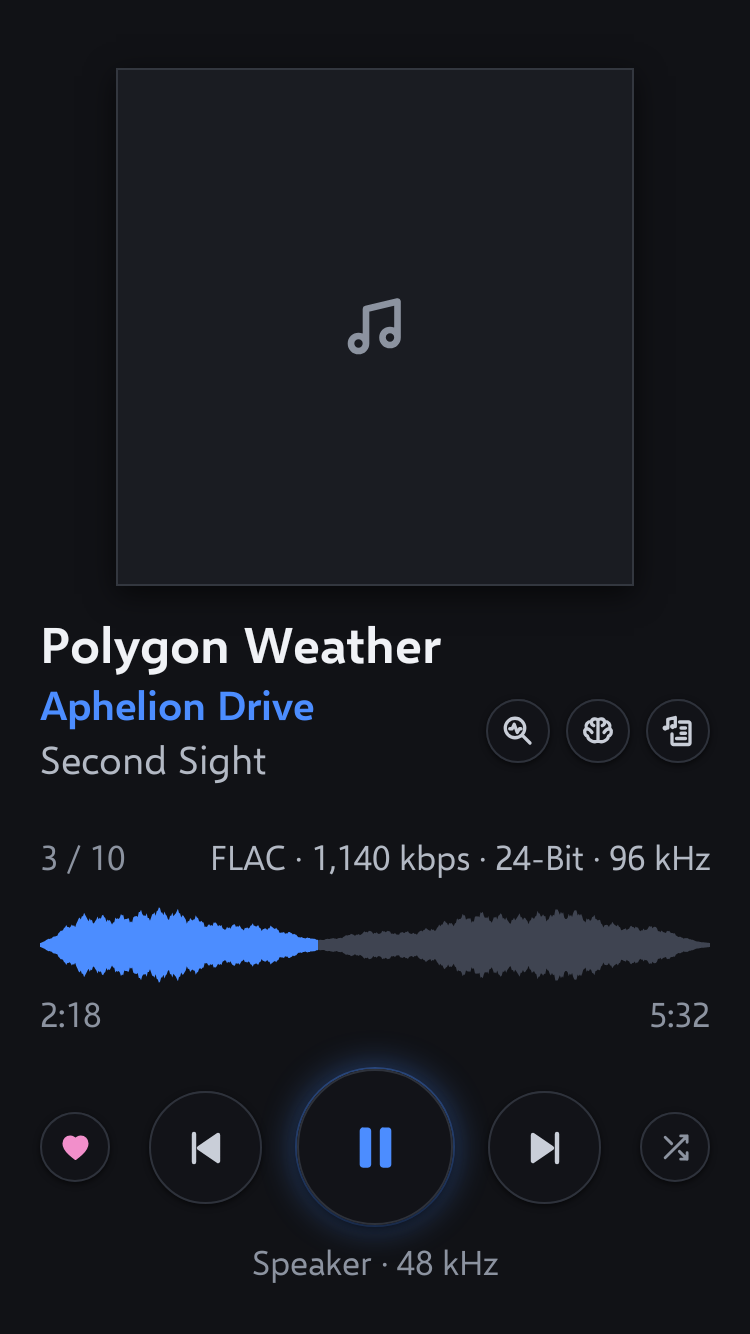 Polygon Weather
Aphelion Drive
Second Sight
3 / 10
FLAC · 1,140 kbps · 24-Bit · 96 kHz
2:18
5:32
Speaker · 48 kHz